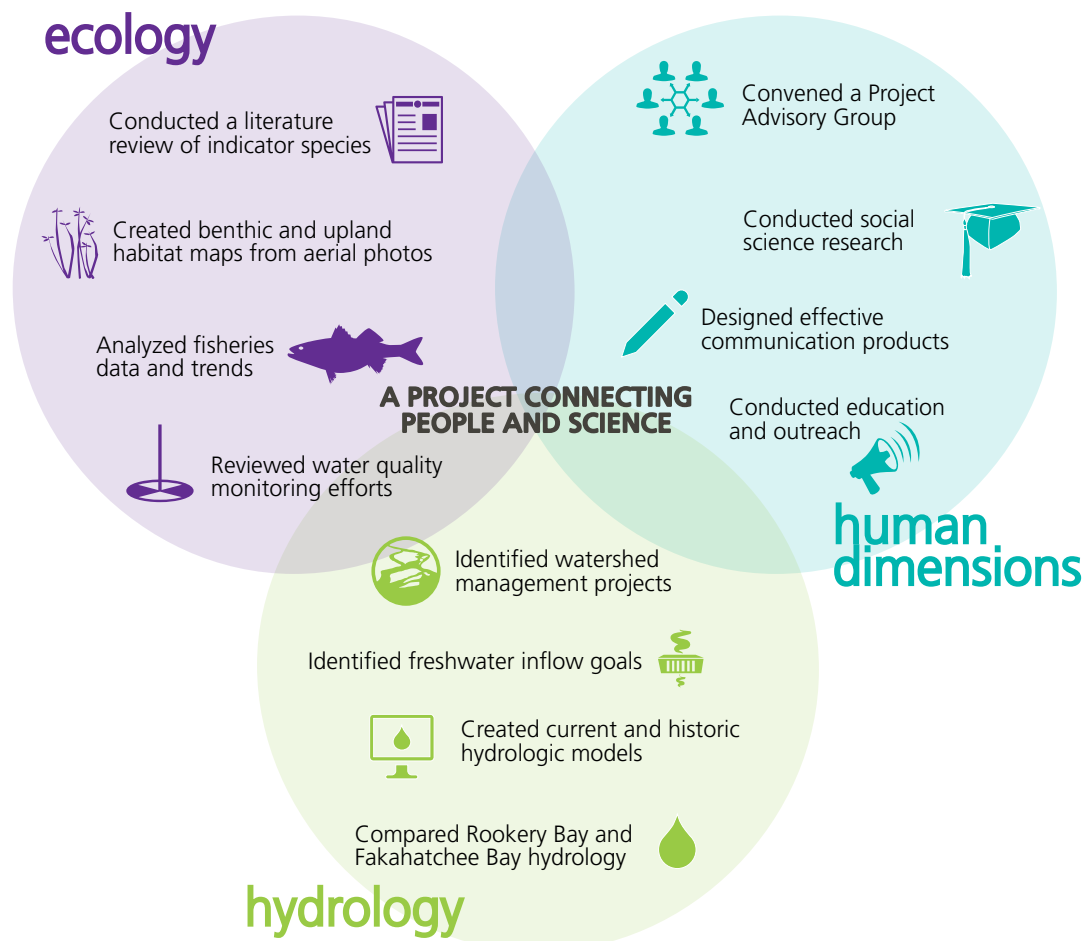 ecology
Conducted a literature
review of indicator species
Created benthic and upland
habitat maps from aerial photos
Analyzed fisheries
data and trends
Reviewed water quality
monitoring efforts
Convened a Project
Advisory Group
Conducted social
science research
Designed effective
communication products
Conducted education
and outreach
human
dimensions
A PROJECT CONNECTING
PEOPLE AND SCIENCE
Identified watershed
management projects
Identified freshwater inflow goals
Created current and historic
hydrologic models
Compared Rookery Bay and
Fakahatchee Bay hydrology
hydrology